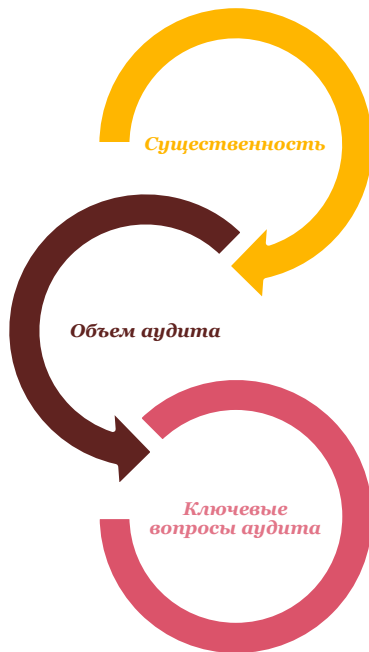 Существенность
Объем аудита
Ключевые
вопросы аудита